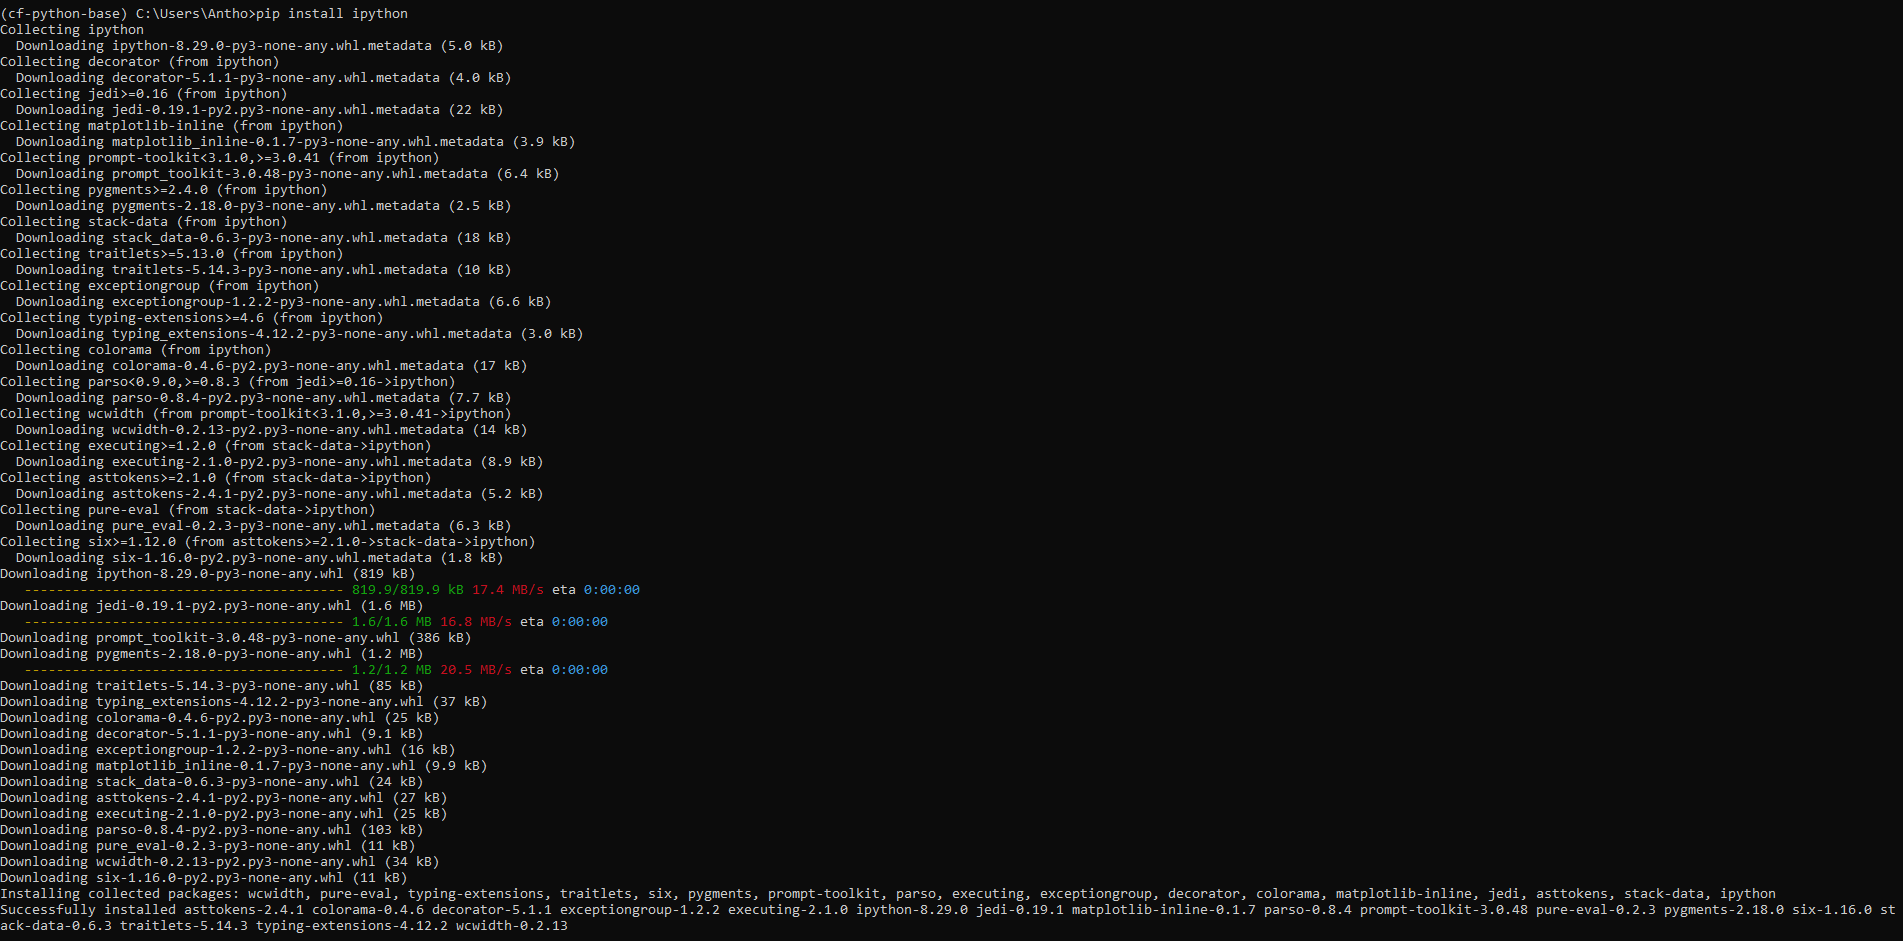 (cf-python-base) C:\Users\Antho>pip install ipython
Collecting ipython
  Downloading ipython-8.29.0-py3-none-any.whl.metadata (5.0 kB)
Collecting decorator (from ipython)
  Downloading decorator-5.1.1-py3-none-any.whl.metadata (4.0 kB)
Collecting jedi>=0.16 (from ipython)
  Downloading jedi-0.19.1-py2.py3-none-any.whl.metadata (22 kB)
Collecting matplotlib-inline (from ipython)
  Downloading matplotlib_inline-0.1.7-py3-none-any.whl.metadata (3.9 kB)
Collecting prompt-toolkit<3.1.0,>=3.0.41 (from ipython)
  Downloading prompt_toolkit-3.0.48-py3-none-any.whl.metadata (6.4 kB)
Collecting pygments>=2.4.0 (from ipython)
  Downloading pygments-2.18.0-py3-none-any.whl.metadata (2.5 kB)
Collecting stack-data (from ipython)
  Downloading stack_data-0.6.3-py3-none-any.whl.metadata (18 kB)
Collecting traitlets>=5.13.0 (from ipython)
  Downloading traitlets-5.14.3-py3-none-any.whl.metadata (10 kB)
Collecting exceptiongroup (from ipython)
  Downloading exceptiongroup-1.2.2-py3-none-any.whl.metadata (6.6 kB)
Collecting typing-extensions>=4.6 (from ipython)
  Downloading typing_extensions-4.12.2-py3-none-any.whl.metadata (3.0 kB)
Collecting colorama (from ipython)
  Downloading colorama-0.4.6-py2.py3-none-any.whl.metadata (17 kB)
Collecting parso<0.9.0,>=0.8.3 (from jedi>=0.16->ipython)
  Downloading parso-0.8.4-py2.py3-none-any.whl.metadata (7.7 kB)
Collecting wcwidth (from prompt-toolkit<3.1.0,>=3.0.41->ipython)
  Downloading wcwidth-0.2.13-py2.py3-none-any.whl.metadata (14 kB)
Collecting executing>=1.2.0 (from stack-data->ipython)
  Downloading executing-2.1.0-py2.py3-none-any.whl.metadata (8.9 kB)
Collecting asttokens>=2.1.0 (from stack-data->ipython)
  Downloading asttokens-2.4.1-py2.py3-none-any.whl.metadata (5.2 kB)
Collecting pure-eval (from stack-data->ipython)
  Downloading pure_eval-0.2.3-py3-none-any.whl.metadata (6.3 kB)
Collecting six>=1.12.0 (from asttokens>=2.1.0->stack-data->ipython)
  Downloading six-1.16.0-py2.py3-none-any.whl.metadata (1.8 kB)
Downloading ipython-8.29.0-py3-none-any.whl (819 kB)
   ---------------------------------------- 819.9/819.9 kB 17.4 MB/s eta 0:00:00
Downloading jedi-0.19.1-py2.py3-none-any.whl (1.6 MB)
   ---------------------------------------- 1.6/1.6 MB 16.8 MB/s eta 0:00:00
Downloading prompt_toolkit-3.0.48-py3-none-any.whl (386 kB)
Downloading pygments-2.18.0-py3-none-any.whl (1.2 MB)
   ---------------------------------------- 1.2/1.2 MB 20.5 MB/s eta 0:00:00
Downloading traitlets-5.14.3-py3-none-any.whl (85 kB)
Downloading typing_extensions-4.12.2-py3-none-any.whl (37 kB)
Downloading colorama-0.4.6-py2.py3-none-any.whl (25 kB)
Downloading decorator-5.1.1-py3-none-any.whl (9.1 kB)
Downloading exceptiongroup-1.2.2-py3-none-any.whl (16 kB)
Downloading matplotlib_inline-0.1.7-py3-none-any.whl (9.9 kB)
Downloading stack_data-0.6.3-py3-none-any.whl (24 kB)
Downloading asttokens-2.4.1-py2.py3-none-any.whl (27 kB)
Downloading executing-2.1.0-py2.py3-none-any.whl (25 kB)
Downloading parso-0.8.4-py2.py3-none-any.whl (103 kB)
Downloading pure_eval-0.2.3-py3-none-any.whl (11 kB)
Downloading wcwidth-0.2.13-py2.py3-none-any.whl (34 kB)
Downloading six-1.16.0-py2.py3-none-any.whl (11 kB)
Installing collected packages: wcwidth, pure-eval, typing-extensions, traitlets, six, pygments, prompt-toolkit, parso, executing, exceptiongroup, decorator, colorama, matplotlib-inline, jedi, asttokens, stack-data, ipython
Successfully installed asttokens-2.4.1 colorama-0.4.6 decorator-5.1.1 exceptiongroup-1.2.2 executing-2.1.0 ipython-8.29.0 jedi-0.19.1 matplotlib-inline-0.1.7 parso-0.8.4 prompt-toolkit-3.0.48 pure-eval-0.2.3 pygments-2.18.0 six-1.16.0 st
ack-data-0.6.3 traitlets-5.14.3 typing-extensions-4.12.2 wcwidth-0.2.13